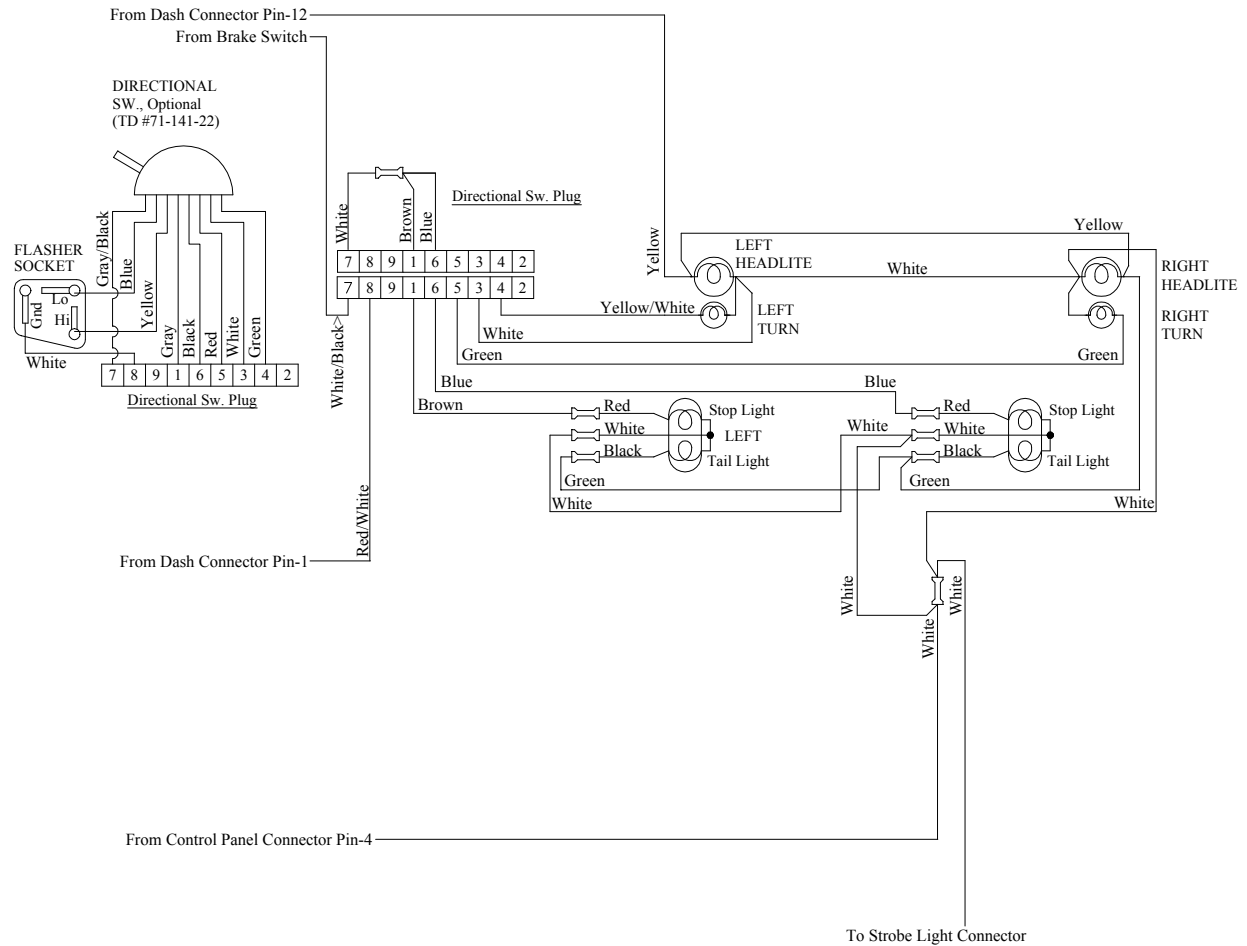 From Dash Connector Pin-12
From Brake Switch
DIRECTIONAL
SW., Optional
(TD #71-141-22)
Directional Sw. Plug
White
Brown
Blue
7 8 9 1 6 5 3 4 2
7 8 9 1 6 5 3 4 2
White/Black
Red/White
FLASHER
SOCKET
Gnd
Lo
Hi
White
Gray/Black
Blue
Yellow
Gray
Black
Red
White
Green
7 8 9 1 6 5 3 4 2
Directional Sw. Plug
Yellow
Yellow
LEFT
HEADLITE
White
RIGHT
HEADLITE
Yellow/White
LEFT
TURN
RIGHT
TURN
White
Green
Green
Blue
Blue
Brown
Red
White
Black
Stop Light
LEFT
Tail Light
Green
White
White
Red
White
Black
Stop Light
Tail Light
Green
White
White
White
White
From Dash Connector Pin-1
From Control Panel Connector Pin-4
To Strobe Light Connector